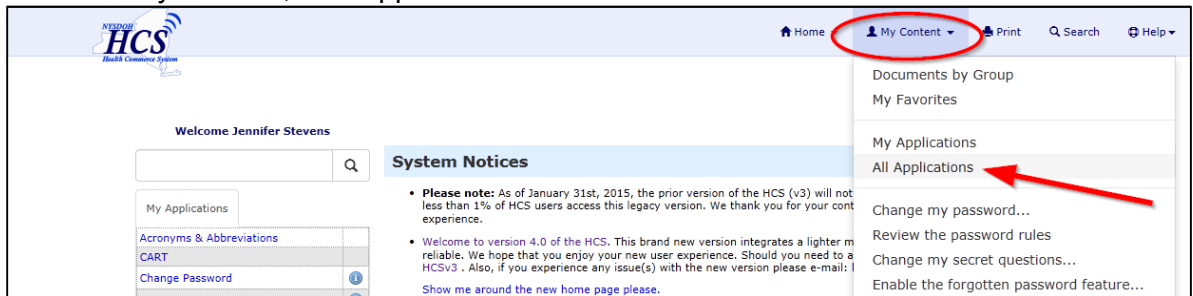 NYSDOH
HCS
Health Commerce System
Home
My Content
Print
Search
Help
Documents by Group
My Favorites
My Applications
All Applications
Change my password...
Review the password rules
Change my secret questions...
Enable the forgotten password feature...
Welcome Jennifer Stevens
My Applications
Acronyms & Abbreviations
CART
Change Password
System Notices
• Please note: As of January 31st, 2015, the prior version of the HCS (v3) will not
less than 1% of HCS users access this legacy version. We thank you for your cont
experience.
• Welcome to version 4.0 of the HCS. This brand new version integrates a lighter m
reliable. We hope that you enjoy your new user experience. Should you need to a
HCSv3 . Also, if you experience any issue(s) with the new version please e-mail:
Show me around the new home page please.